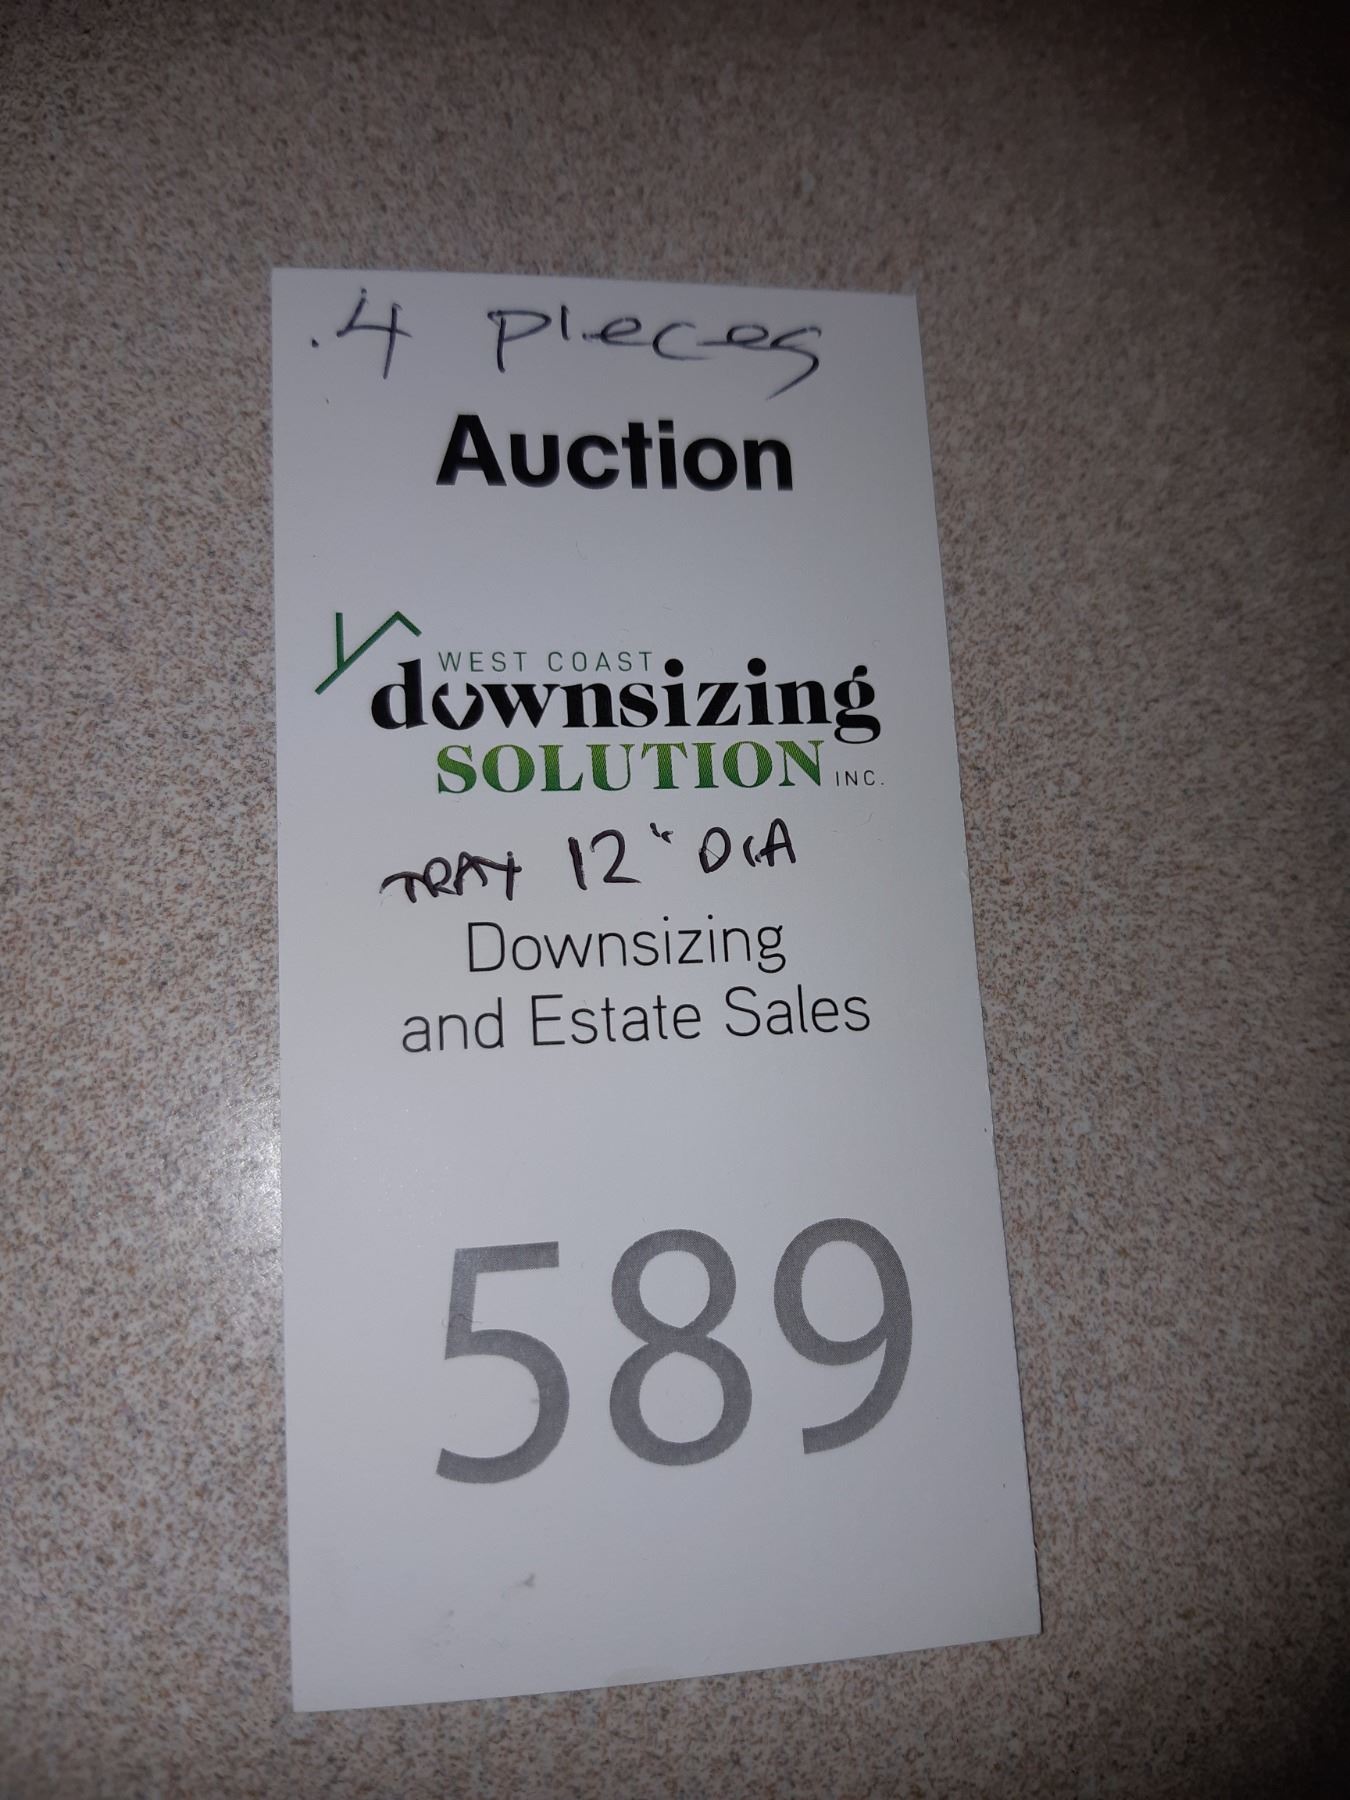 .4 pieces
Auction
WEST COAST
downsizing
SOLUTION INC.
TRAY 12" DIA
Downsizing
and Estate Sales
589